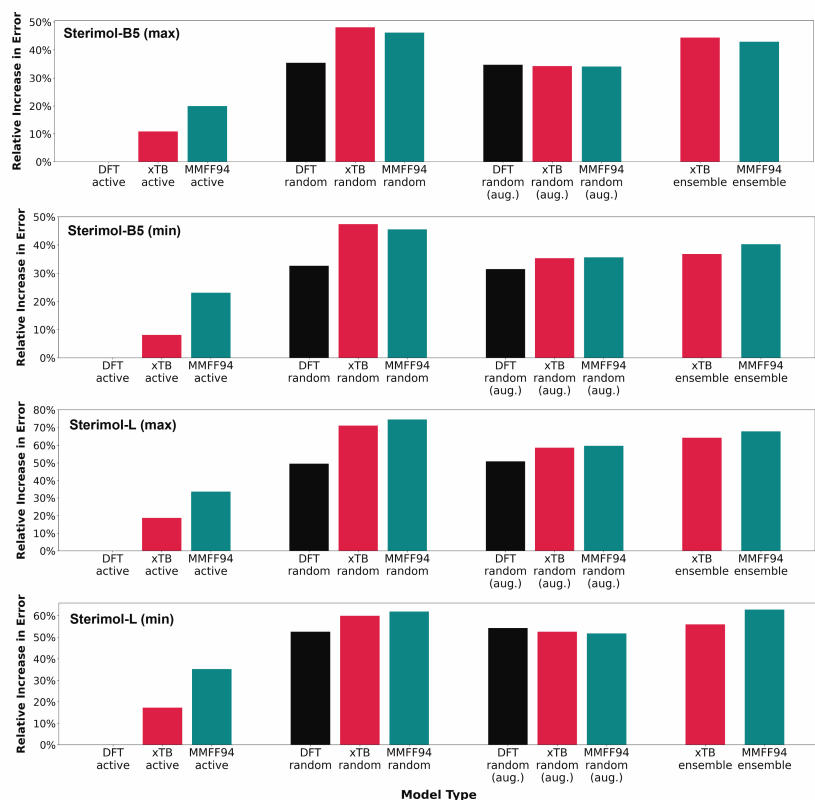 Relative Increase in Error
Sterimol-B5 (max)
50%
40%
30%
20%
10%
0%
DFT xTB MMFF94 DFT xTB MMFF94 DFT xTB MMFF94 xTB MMFF94
active active active random random random random random random ensemble ensemble
(aug.) (aug.) (aug.)
Relative Increase in Error
Sterimol-B5 (min)
50%
40%
30%
20%
10%
0%
DFT xTB MMFF94 DFT xTB MMFF94 DFT xTB MMFF94 xTB MMFF94
active active active random random random random random random ensemble ensemble
(aug.) (aug.) (aug.)
Relative Increase in Error
Sterimol-L (max)
80%
70%
60%
50%
40%
30%
20%
10%
0%
DFT xTB MMFF94 DFT xTB MMFF94 DFT xTB MMFF94 xTB MMFF94
active active active random random random random random random ensemble ensemble
(aug.) (aug.) (aug.)
Relative Increase in Error
Sterimol-L (min)
60%
50%
40%
30%
20%
10%
0%
DFT xTB MMFF94 DFT xTB MMFF94 DFT xTB MMFF94 xTB MMFF94
active active active random random random random random random ensemble ensemble
(aug.) (aug.) (aug.)
Model Type